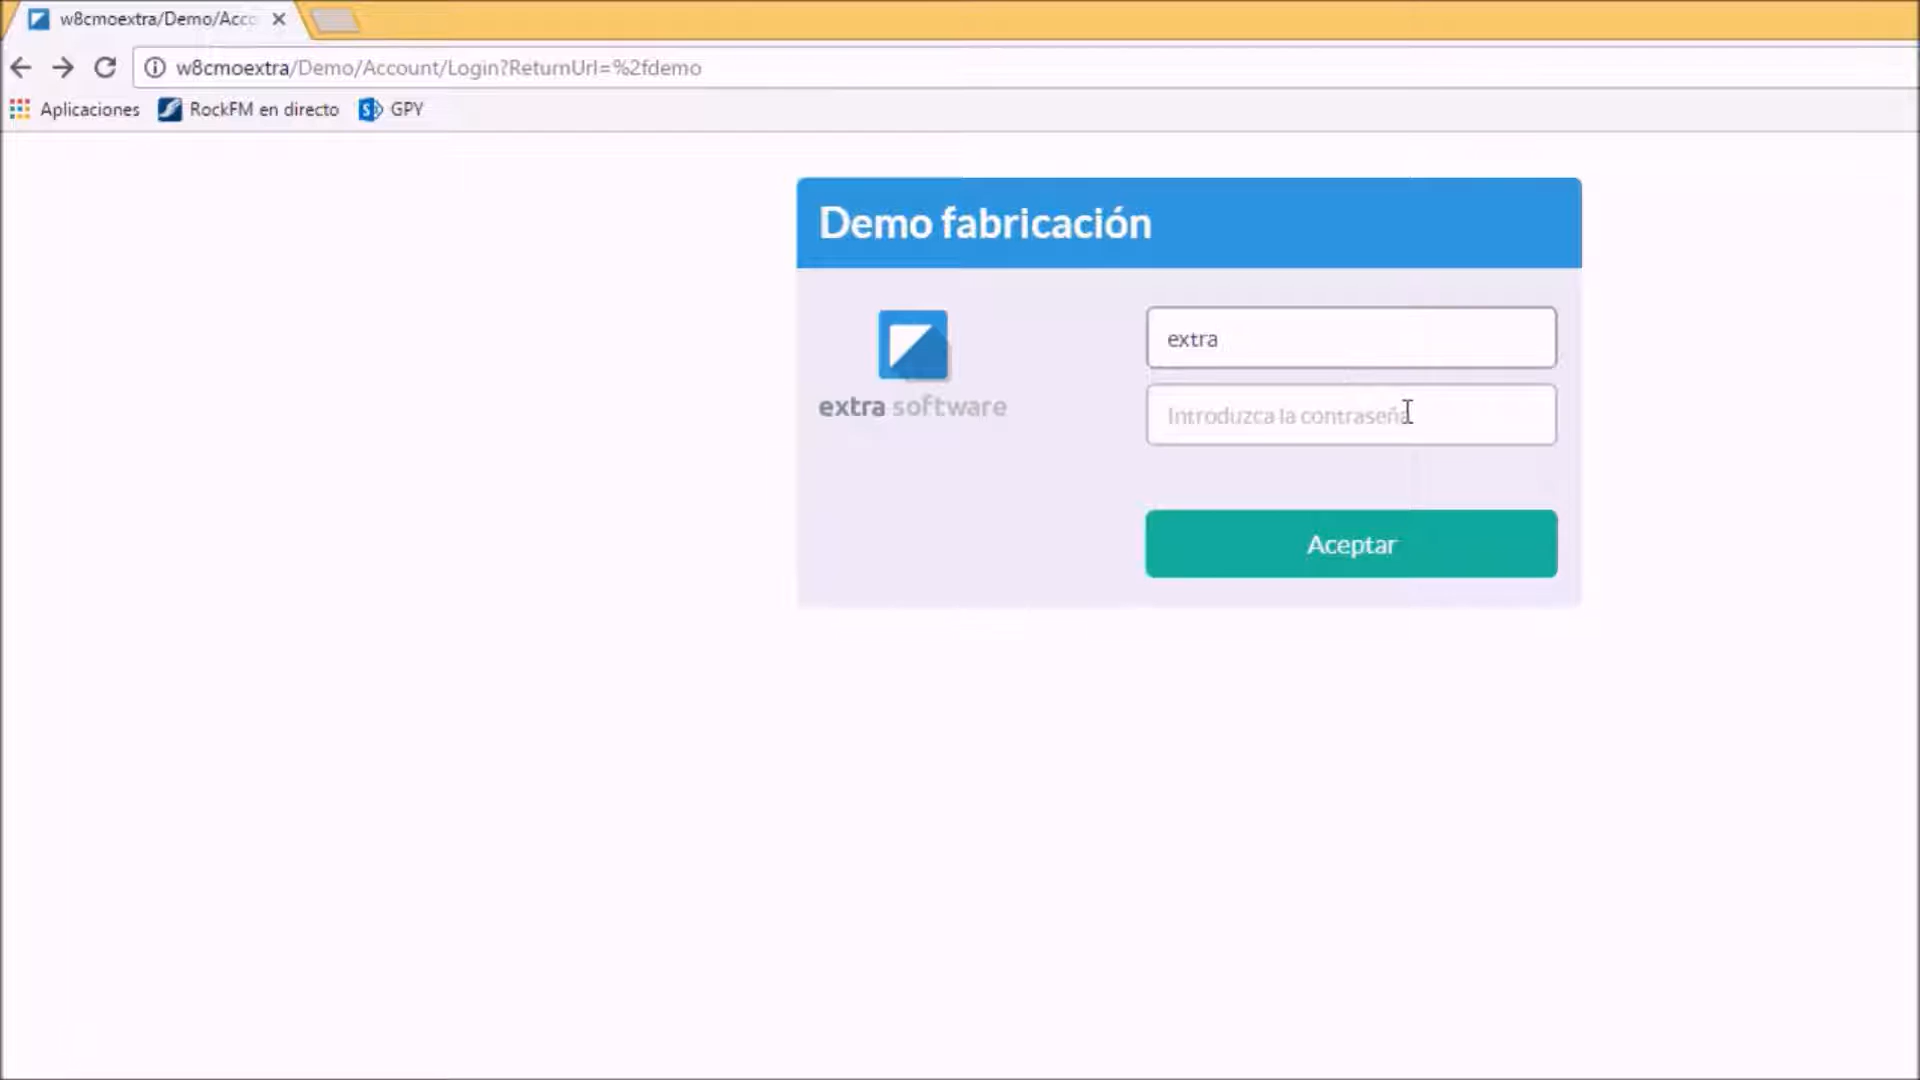 w8cmoextra/Demo/Acco
w8cmoextra/Demo/Account/Login?ReturnUrl=%2fdemo
Aplicaciones
RockFM en directo
GPY
Demo fabricación
extra software
extra
Introduzca la contraseña
Aceptar